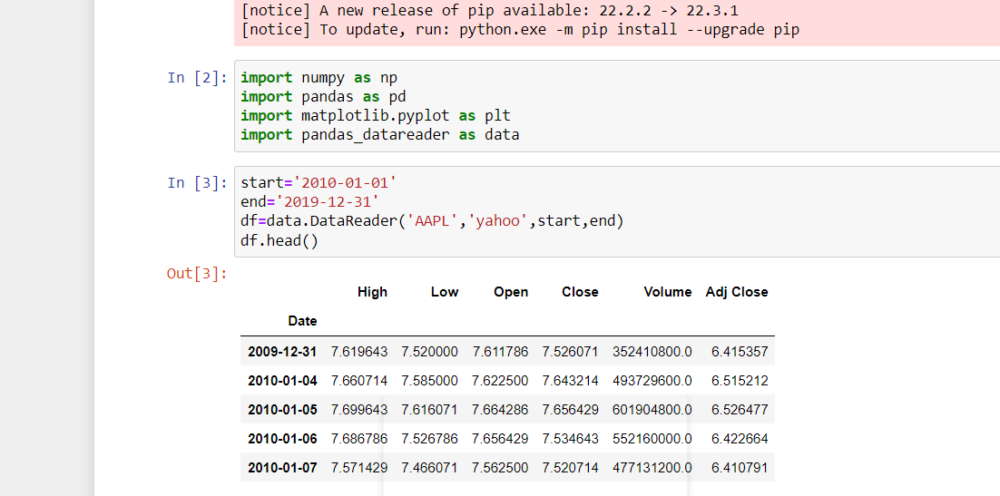 [notice] A new release of pip available: 22.2.2 -> 22.3.1
[notice] To update, run: python.exe -m pip install --upgrade pip
In [2]: import numpy as np
import pandas as pd
import matplotlib.pyplot as plt
import pandas_datareader as data
In [3]: start='2010-01-01'
end='2019-12-31'
df=data.DataReader('AAPL','yahoo',start,end)
df.head()
Out[3]:
High Low Open Close Volume Adj Close
Date
2009-12-31 7.619643 7.520000 7.611786 7.526071 352410800.0 6.415357
2010-01-04 7.660714 7.585000 7.622500 7.643214 493729600.0 6.515212
2010-01-05 7.699643 7.616071 7.664286 7.656429 601904800.0 6.526477
2010-01-06 7.686786 7.526786 7.656429 7.534643 552160000.0 6.422664
2010-01-07 7.571429 7.466071 7.562500 7.520714 477131200.0 6.410791